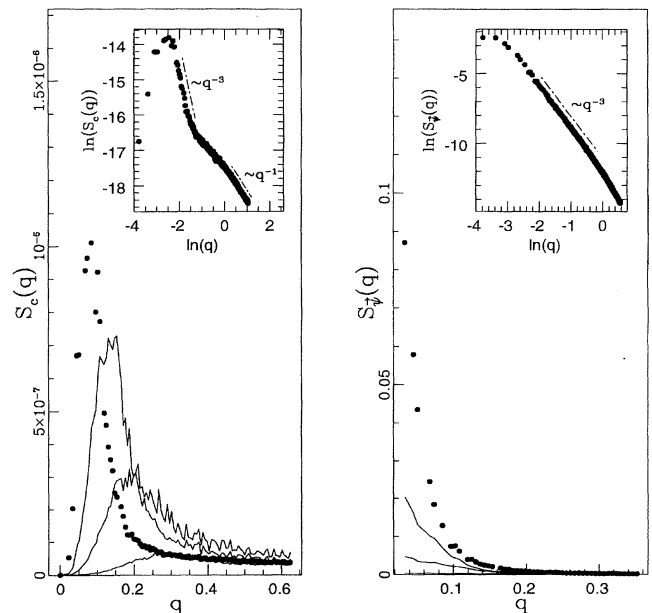 1.5×10⁻⁶
10⁻⁶
5×10⁻⁷
0
S_c(q)
0
0.2
0.4
0.6
q
-14
-15
-16
-17
-18
ln(S_c(q))
-4
-2
0
2
ln(q)
~q⁻³
~q⁻¹
0.1
0.05
0
S_ψ⃗(q)
0.1
0.2
0.3
q
-5
-10
ln(S_ψ⃗(q))
-4
-3
-2
-1
0
ln(q)
~q⁻³